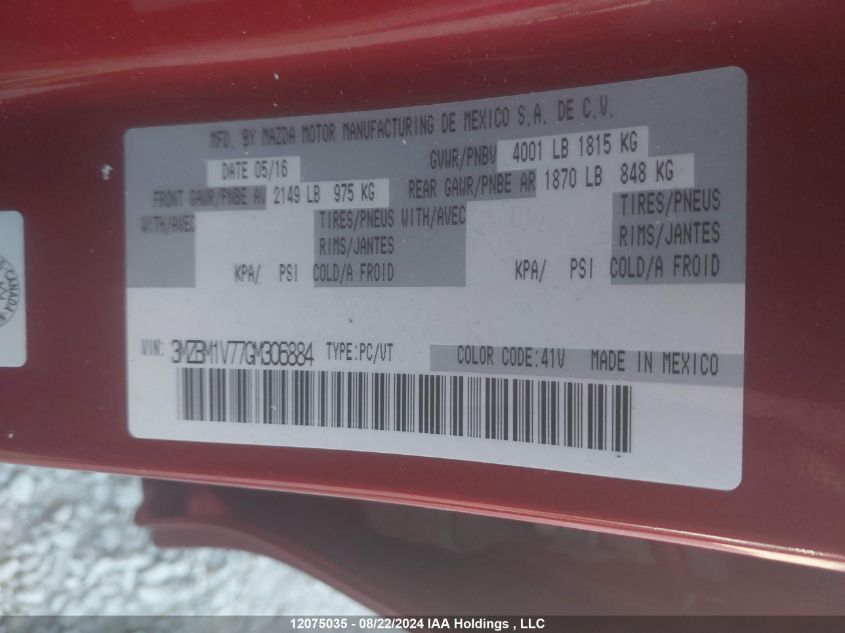 MFD. BY MAZDA MOTOR MANUFACTURING DE MEXICO S.A. DE C.V.
DATE 05/16 GVWR/PNBV 4001 LB 1815 KG
FRONT GAWR/PNBE AV 2149 LB 975 KG REAR GAWR/PNBE AR 1870 LB 848 KG
WITH/AVEC TIRES/PNEUS WITH/AVEC TIRES/PNEUS
RIMS/JANTES RIMS/JANTES
KPA/ PSI COLD/A FROID KPA/ PSI COLD/A FROID
VIN: 3MZBM1V77GM306884 TYPE:PC/VT COLOR CODE:41V MADE IN MEXICO
CANADA
12075035 - 08/22/2024 IAA Holdings , LLC